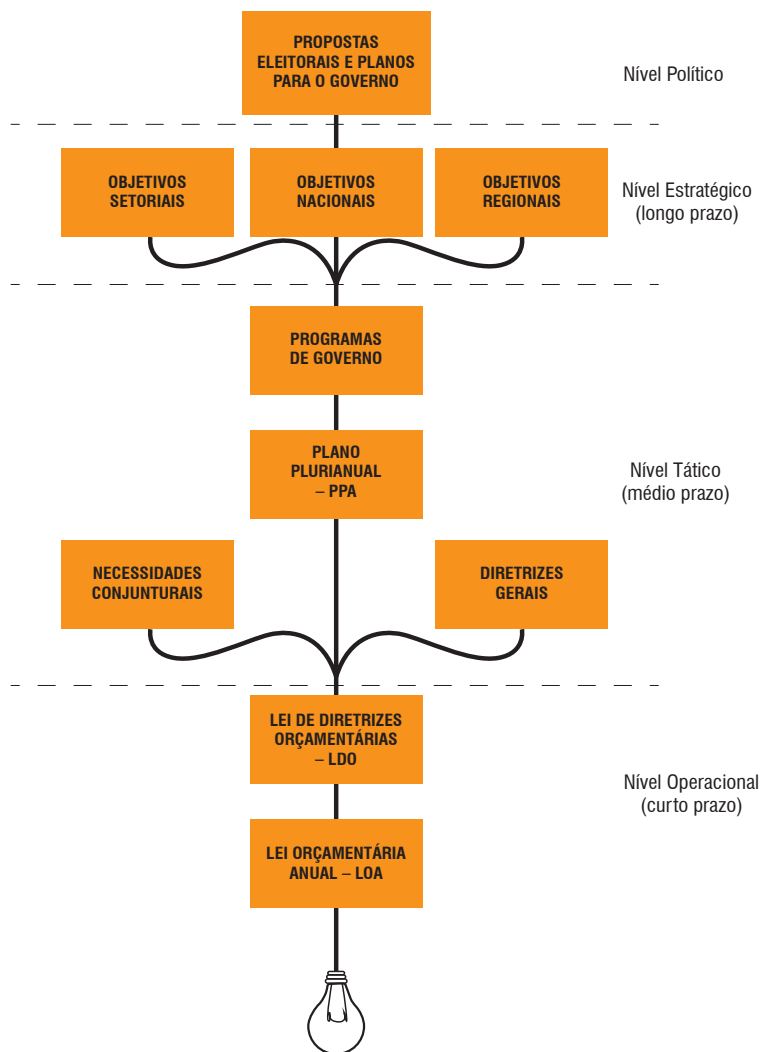 PROPOSTAS
ELEITORAIS E PLANOS
PARA O GOVERNO
Nível Político
OBJETIVOS
SETORIAIS
OBJETIVOS
NACIONAIS
OBJETIVOS
REGIONAIS
Nível Estratégico
(longo prazo)
PROGRAMAS
DE GOVERNO
PLANO
PLURIANUAL
– PPA
Nível Tático
(médio prazo)
NECESSIDADES
CONJUNTURAIS
DIRETRIZES
GERAIS
LEI DE DIRETRIZES
ORÇAMENTÁRIAS
– LDO
Nível Operacional
(curto prazo)
LEI ORÇAMENTÁRIA
ANUAL – LOA